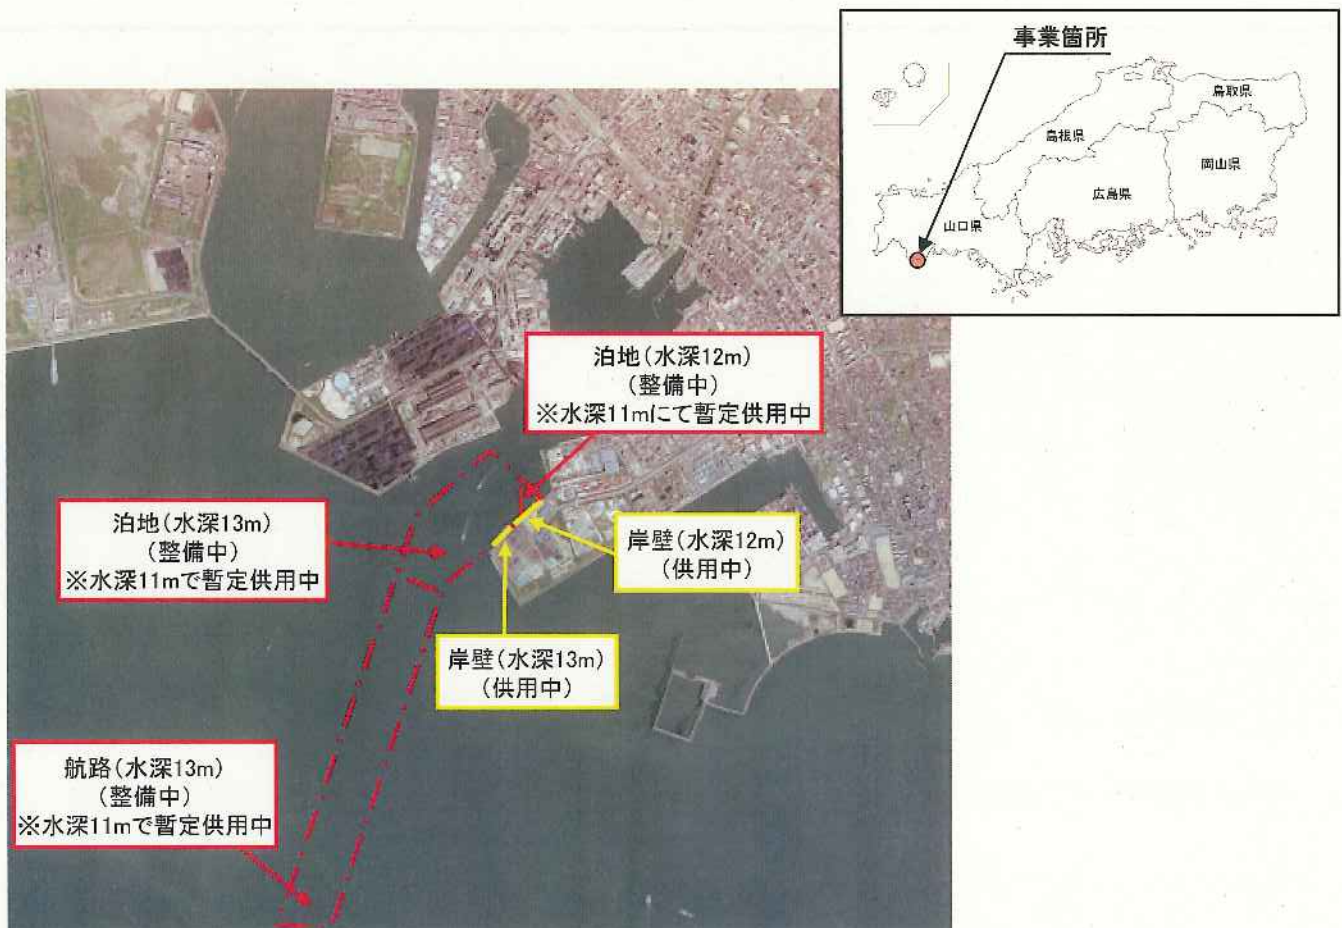 事業箇所
鳥取県
島根県
岡山県
広島県
山口県
泊地(水深12m)
(整備中)
※水深11mにて暫定供用中
泊地(水深13m)
(整備中)
※水深11mで暫定供用中
岸壁(水深12m)
(供用中)
岸壁(水深13m)
(供用中)
航路(水深13m)
(整備中)
※水深11mで暫定供用中